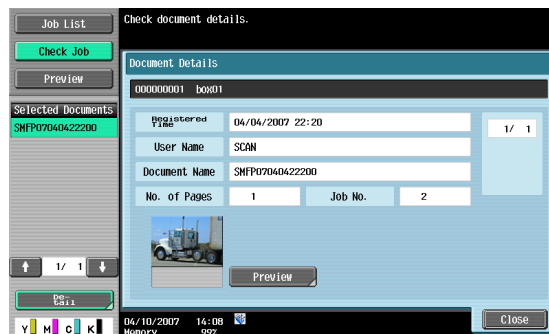 Job List
Check Job
Preview
Selected Documents
SMFP07040422200
↑ 1/ 1 ↓
De-
tail
Y M C K
Check document details.
Document Details
000000001 box01
Registered
Time
04/04/2007 22:20
1/ 1
User Name
SCAN
Document Name
SMFP07040422200
No. of Pages
1
Job No.
2
Preview
04/10/2007 14:08
Memory 99%
Close